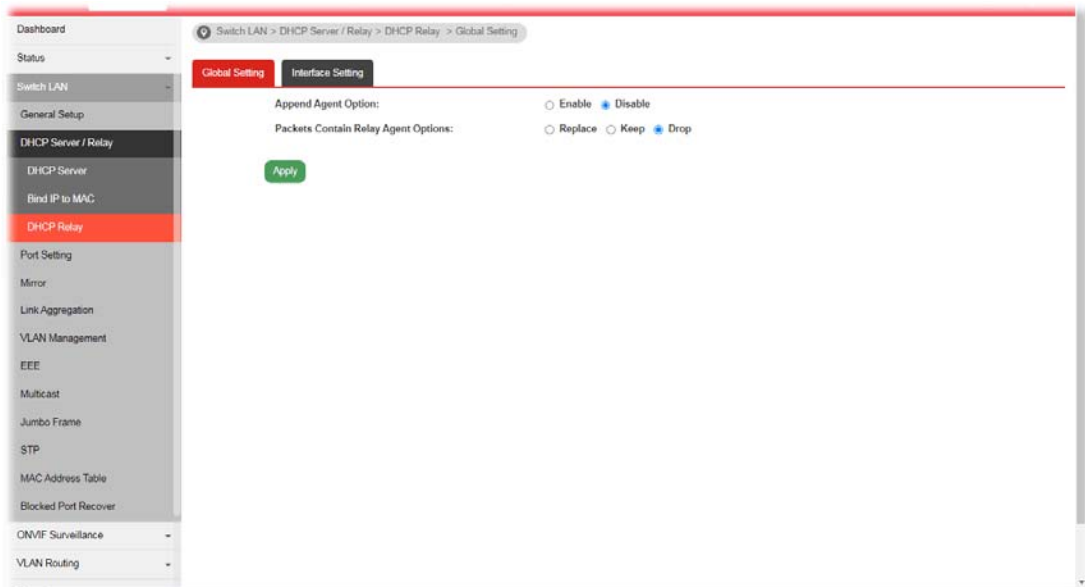 Dashboard
Status
Switch LAN
General Setup
DHCP Server / Relay
DHCP Server
Bind IP to MAC
DHCP Relay
Port Setting
Mirror
Link Aggregation
VLAN Management
EEE
Multicast
Jumbo Frame
STP
MAC Address Table
Blocked Port Recover
ONVIF Surveillance
VLAN Routing
Switch LAN > DHCP Server / Relay > DHCP Relay > Global Setting
Global Setting Interface Setting
Append Agent Option: Enable Disable
Packets Contain Relay Agent Options: Replace Keep Drop
Apply